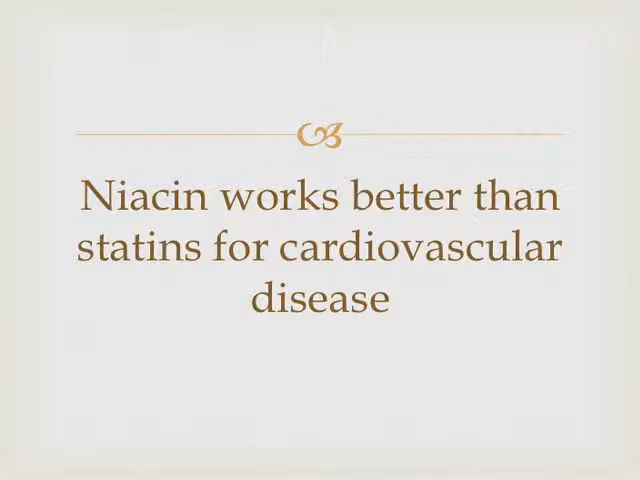 Niacin works better than
statins for cardiovascular
disease